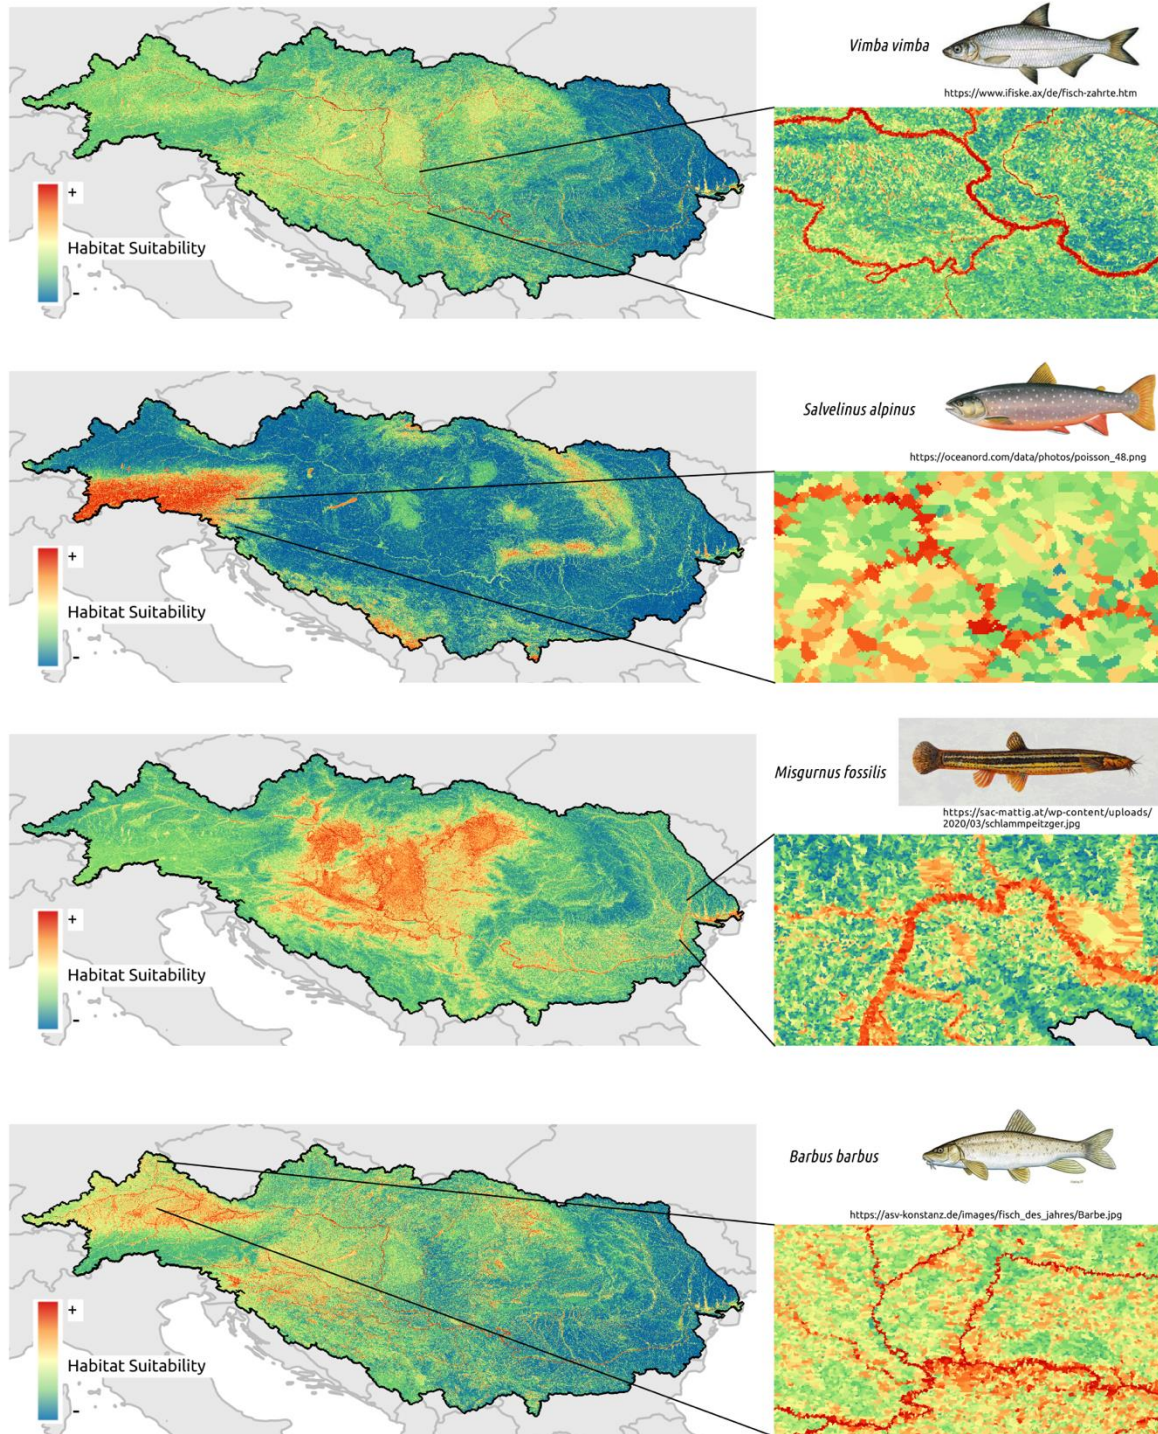 Vimba vimba
https://www.ifiske.ax/de/fisch-zahrte.htm
+
Habitat Suitability
-
Salvelinus alpinus
https://oceanord.com/data/photos/poisson_48.png
+
Habitat Suitability
-
Misgurnus fossilis
https://sac-mattig.at/wp-content/uploads/
2020/03/schlammpeitzger.jpg
+
Habitat Suitability
-
Barbus barbus
https://asv-konstanz.de/images/fisch_des_jahres/Barbe.jpg
+
Habitat Suitability
-